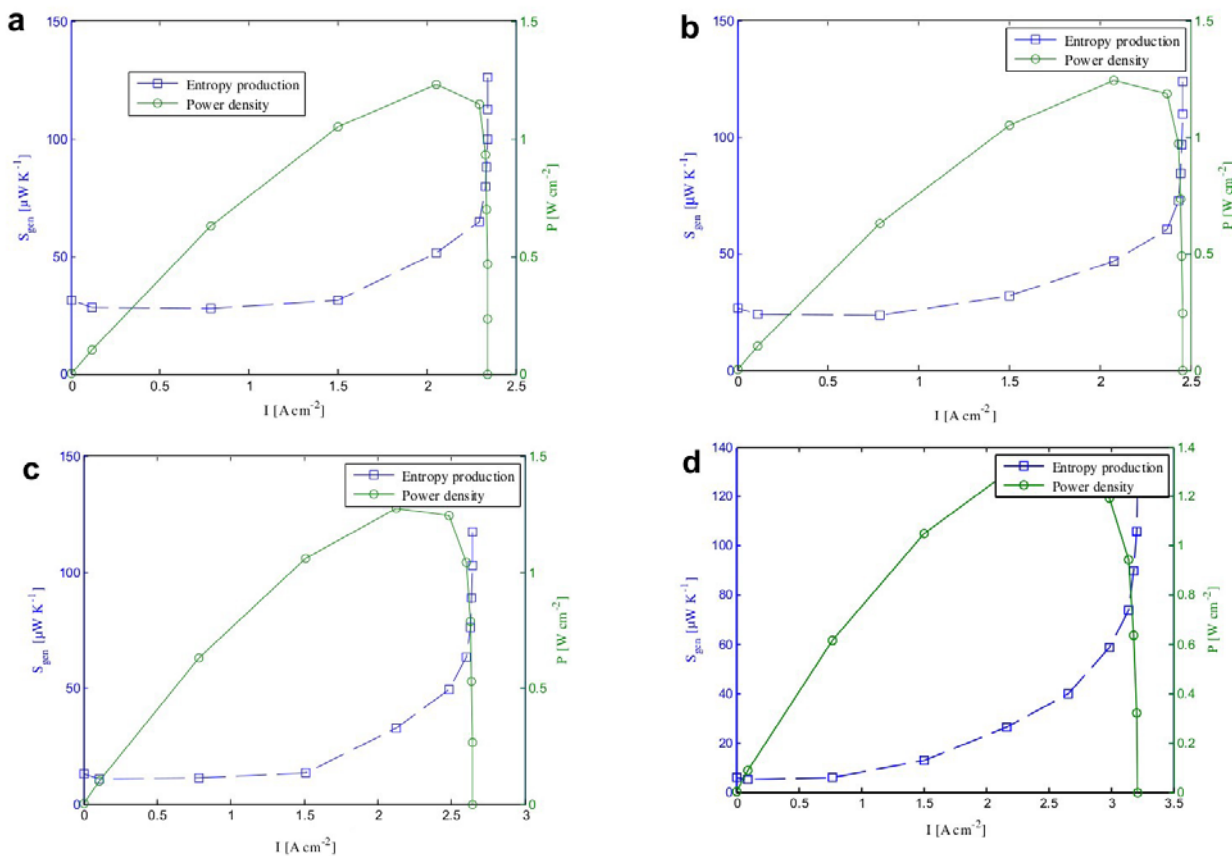 a
150
100
50
0
S_gen [μW K^-1]
Entropy production
Power density
1.5
1
0.5
0
P [W cm^-2]
0
0.5
1
1.5
2
2.5
I [A cm^-2]
b
150
100
50
0
S_gen [μW K^-1]
Entropy production
Power density
1.5
1
0.5
0
P [W cm^-2]
0
0.5
1
1.5
2
2.5
I [A cm^-2]
c
150
100
50
0
S_gen [μW K^-1]
Entropy production
Power density
1.5
1
0.5
0
P [W cm^-2]
0
0.5
1
1.5
2
2.5
3
I [A cm^-2]
d
140
120
100
80
60
40
20
0
S_gen [μW K^-1]
Entropy production
Power density
1.4
1.2
1
0.8
0.6
0.4
0.2
0
P [W cm^-2]
0
0.5
1
1.5
2
2.5
3
3.5
I [A cm^-2]